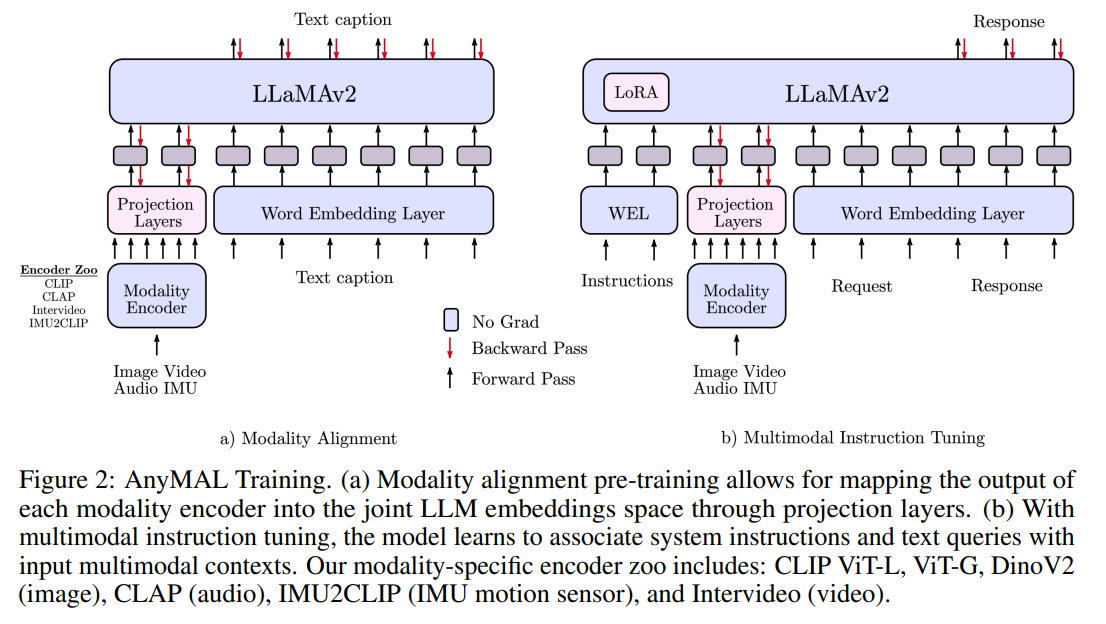 Text caption
LLaMAv2
Projection
Layers
Word Embedding Layer
Encoder Zoo
CLIP
CLAP
Intervideo
IMU2CLIP
Modality
Encoder
Text caption
Image Video
Audio IMU
a) Modality Alignment
No Grad
Backward Pass
Forward Pass
Response
LoRA
LLaMAv2
WEL
Projection
Layers
Word Embedding Layer
Instructions
Modality
Encoder
Request
Response
Image Video
Audio IMU
b) Multimodal Instruction Tuning
Figure 2: AnyMAL Training. (a) Modality alignment pre-training allows for mapping the output of
each modality encoder into the joint LLM embeddings space through projection layers. (b) With
multimodal instruction tuning, the model learns to associate system instructions and text queries with
input multimodal contexts. Our modality-specific encoder zoo includes: CLIP ViT-L, ViT-G, DinoV2
(image), CLAP (audio), IMU2CLIP (IMU motion sensor), and Intervideo (video).